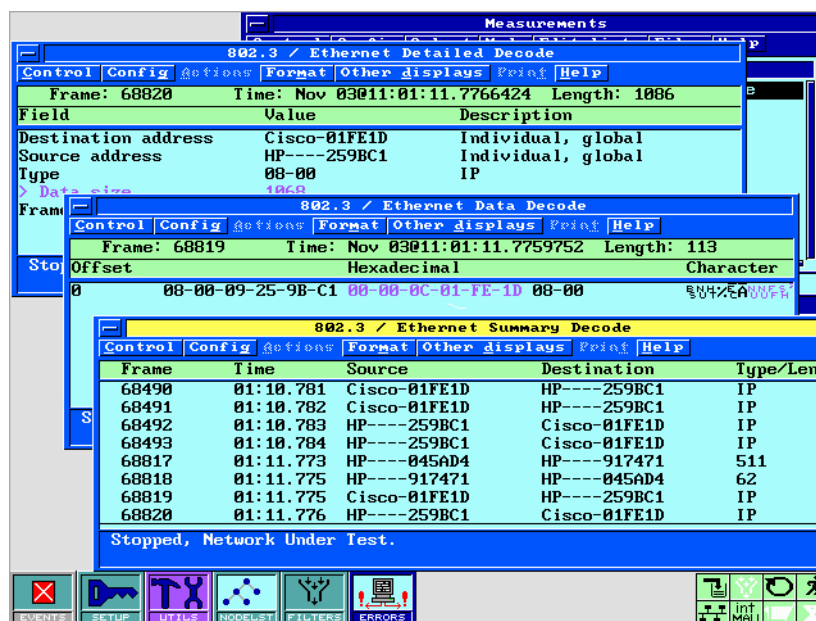 Measurements
802.3 / Ethernet Detailed Decode
Control Config Actions Format Other displays Print Help
Frame: 68820 Time: Nov 03@11:01:11.7766424 Length: 1086
Field Value Description
Destination address Cisco-01FE1D Individual, global
Source address HP----259BC1 Individual, global
Type 08-00 IP
> Data size 1068
Frame
802.3 / Ethernet Data Decode
Control Config Actions Format Other displays Print Help
Frame: 68819 Time: Nov 03@11:01:11.7759752 Length: 113
Offset Hexadecimal Character
0 08-00-09-25-9B-C1 00-00-0C-01-FE-1D 08-00
802.3 / Ethernet Summary Decode
Control Config Actions Format Other displays Print Help
Frame Time Source Destination Type/Len
68490 01:10.781 Cisco-01FE1D HP----259BC1 IP
68491 01:10.782 Cisco-01FE1D HP----259BC1 IP
68492 01:10.783 HP----259BC1 Cisco-01FE1D IP
68493 01:10.784 HP----259BC1 Cisco-01FE1D IP
68817 01:11.773 HP----045AD4 HP----917471 511
68818 01:11.775 HP----917471 HP----045AD4 62
68819 01:11.775 Cisco-01FE1D HP----259BC1 IP
68820 01:11.776 HP----259BC1 Cisco-01FE1D IP
Stopped, Network Under Test.
EVENTS SETUP UTILS NODELST FILTERS ERRORS
int
MAU